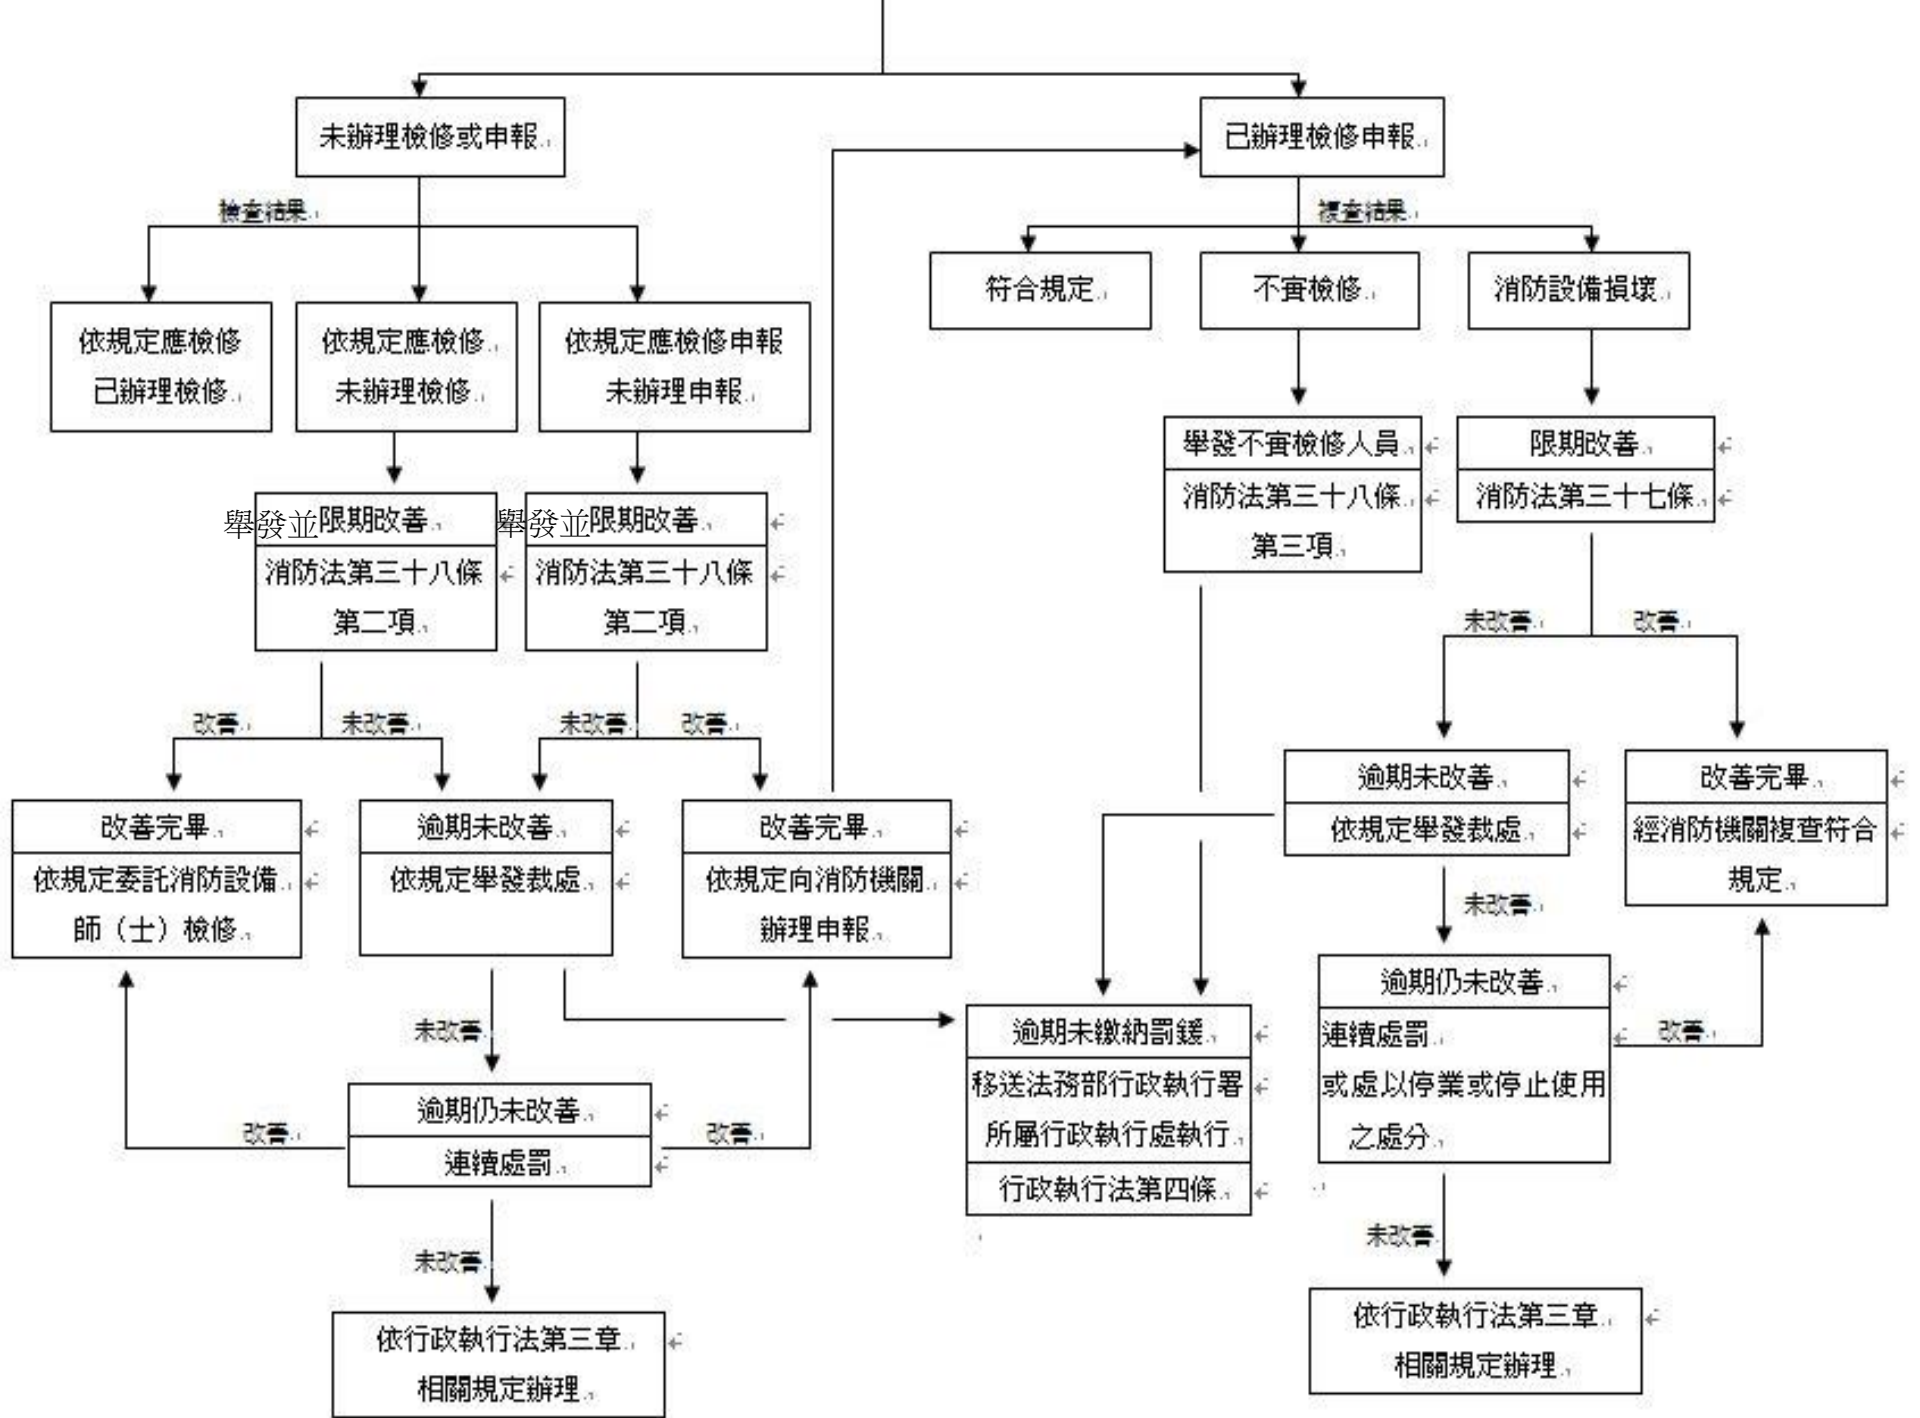 未辦理檢修或申報
已辦理檢修申報
檢查結果
複查結果
符合規定
不實檢修
消防設備損壞
依規定應檢修
已辦理檢修
依規定應檢修
未辦理檢修
依規定應檢修申報
未辦理申報
舉發不實檢修人員
消防法第三十八條
第三項
限期改善
消防法第三十七條
舉發並限期改善
消防法第三十八條
第二項
舉發並限期改善
消防法第三十八條
第二項
未改善
改善
改善
未改善
未改善
改善
逾期未改善
依規定舉發裁處
改善完畢
經消防機關複查符合
規定
改善完畢
依規定委託消防設備
師（士）檢修
逾期未改善
依規定舉發裁處
改善完畢
依規定向消防機關
辦理申報
未改善
逾期仍未改善
連續處罰
或處以停業或停止使用
之處分
改善
未改善
逾期未繳納罰鍰
移送法務部行政執行署
所屬行政執行處執行
行政執行法第四條
逾期仍未改善
連續處罰
改善
改善
未改善
未改善
依行政執行法第三章
相關規定辦理
依行政執行法第三章
相關規定辦理